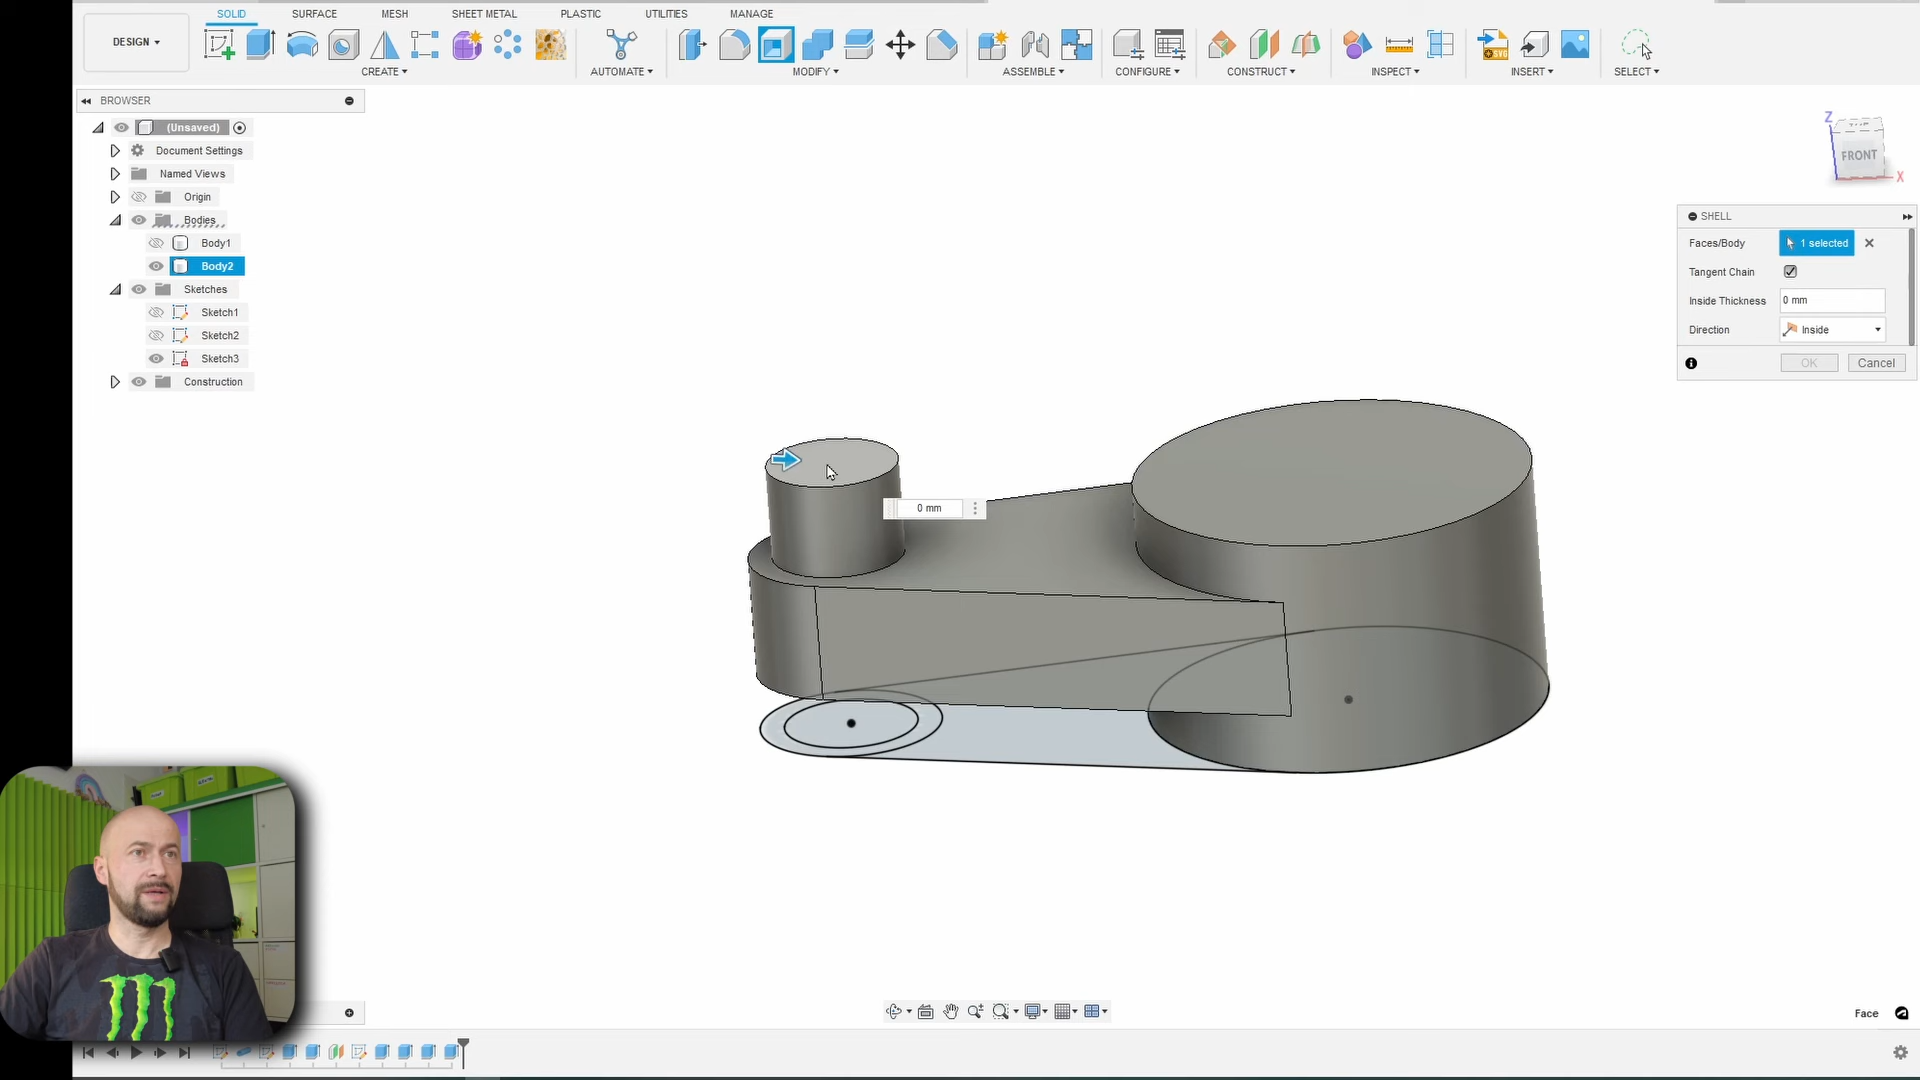 SOLID SURFACE MESH SHEET METAL PLASTIC UTILITIES MANAGE
DESIGN
CREATE AUTOMATE MODIFY ASSEMBLE CONFIGURE CONSTRUCT INSPECT INSERT SELECT
BROWSER
(Unsaved)
Document Settings
Named Views
Origin
Bodies
Body1
Body2
Sketches
Sketch1
Sketch2
Sketch3
Construction
Z
FRONT
X
SHELL
Faces/Body 1 selected
Tangent Chain
Inside Thickness 0 mm
Direction Inside
OK Cancel
0 mm
Face